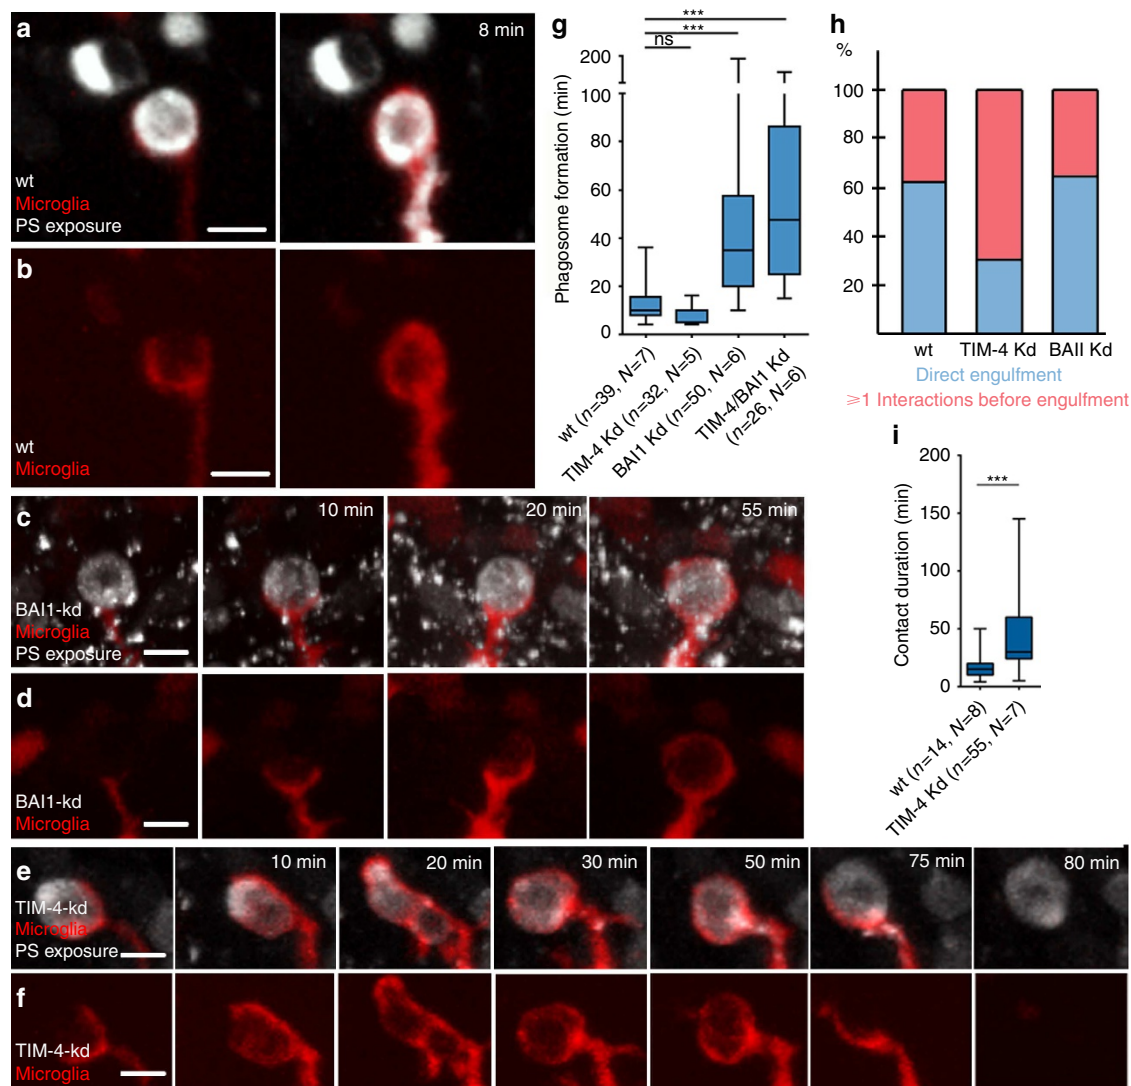 a
8 min
wt
Microglia
PS exposure
b
wt
Microglia
c
10 min
20 min
55 min
BAI1-kd
Microglia
PS exposure
d
BAI1-kd
Microglia
e
10 min
20 min
30 min
50 min
75 min
80 min
TIM-4-kd
Microglia
PS exposure
f
TIM-4-kd
Microglia
g
***
***
ns
200
100
80
60
40
20
0
Phagosome formation (min)
wt (n=39, N=7)
TIM-4 Kd (n=32, N=5)
BAI1 Kd (n=50, N=6)
TIM-4/BAI1 Kd
(n=26, N=6)
h
%
100
80
60
40
20
wt TIM-4 Kd BAII Kd
Direct engulfment
⩾1 Interactions before engulfment
i
200
150
100
50
0
***
Contact duration (min)
wt (n=14, N=8)
TIM-4 Kd (n=55, N=7)